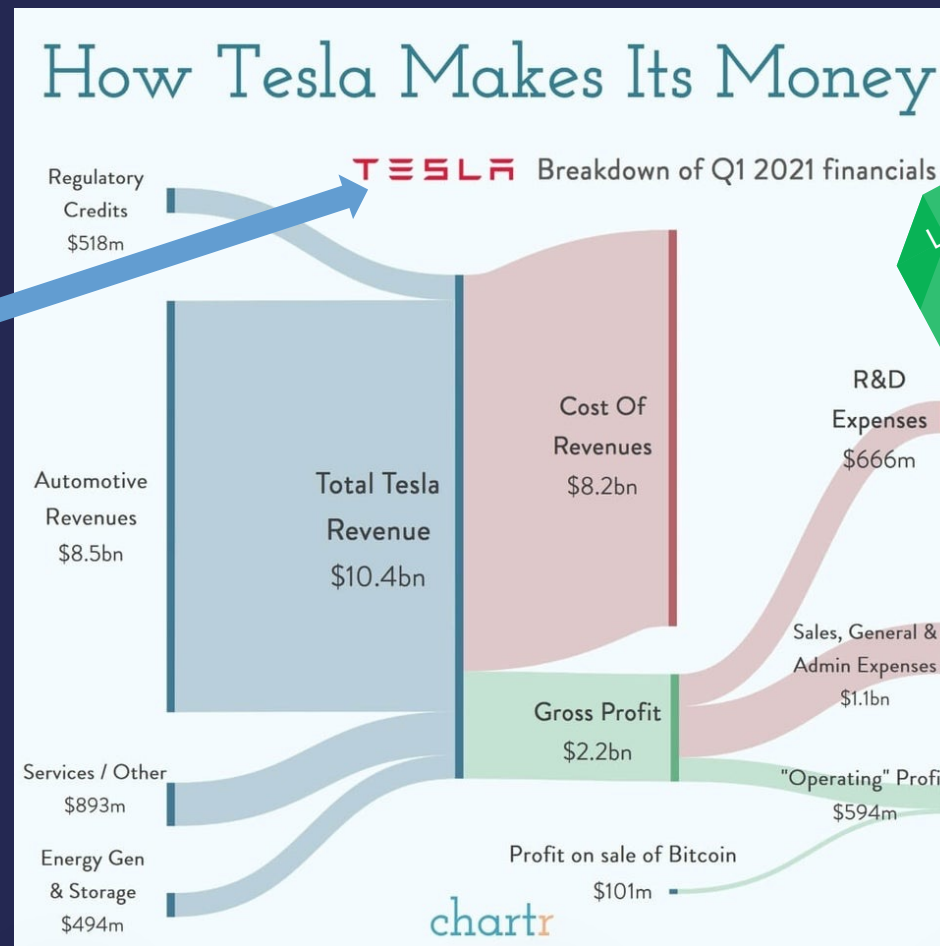 How Tesla Makes Its Money
TESLA Breakdown of Q1 2021 financials
Regulatory
Credits
$518m
Automotive
Revenues
$8.5bn
Services / Other
$893m
Energy Gen
& Storage
$494m
Total Tesla
Revenue
$10.4bn
Cost Of
Revenues
$8.2bn
Gross Profit
$2.2bn
R&D
Expenses
$666m
Sales, General &
Admin Expenses
$1.1bn
"Operating" Profi
$594m
Profit on sale of Bitcoin
$101m
chartr